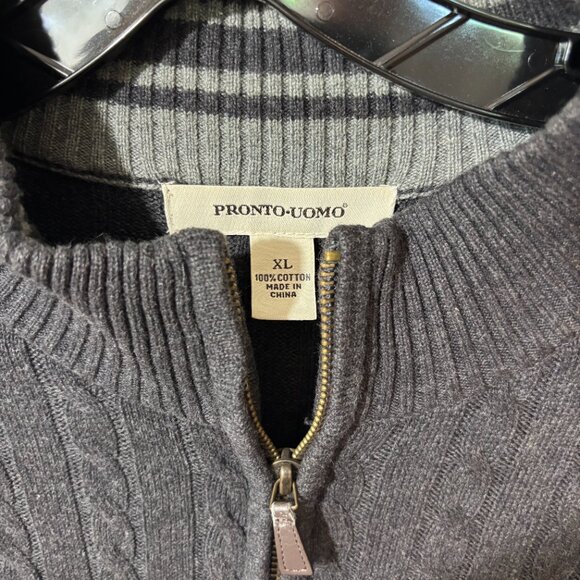 PRONTO-UOMO®
XL
100% COTTON
MADE IN
CHINA